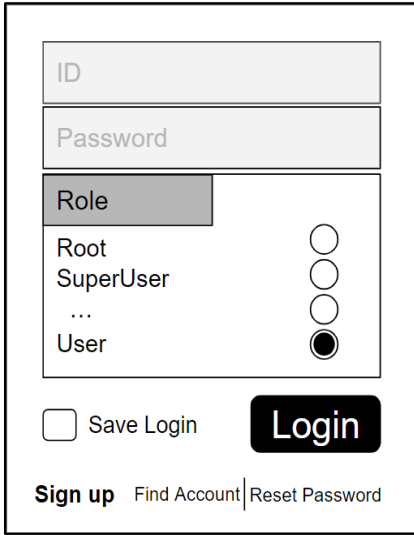 ID
Password
Role
Root
SuperUser
...
User
Save Login
Login
Sign up Find Account Reset Password